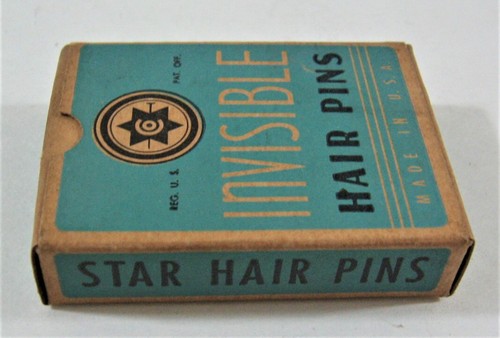 REG. U. S. PAT. OFF.
INVISIBLE
HAIR PINS
MADE IN U.S.A.
STAR HAIR PINS